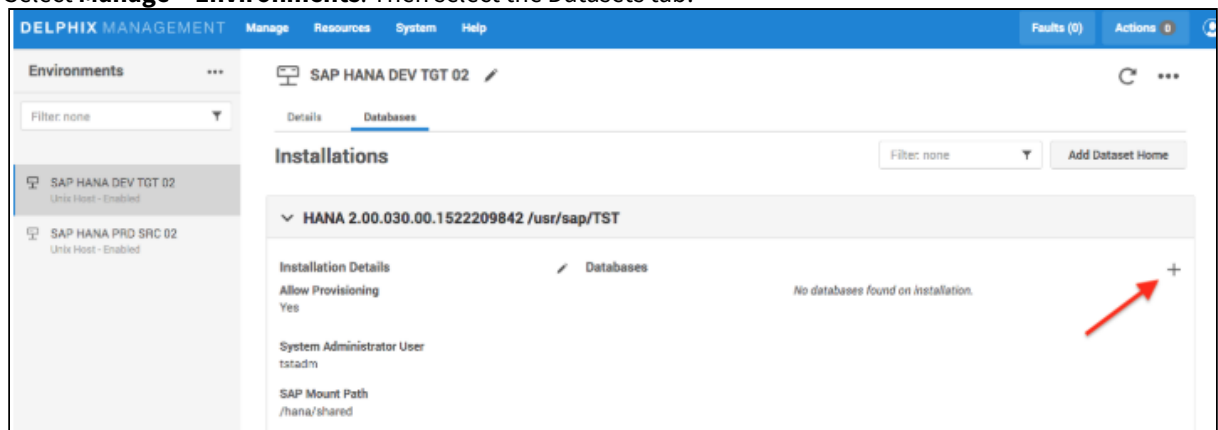 Select Manage > Environments. Then select the Datasets tab.
DELPHIX MANAGEMENT Manage Resources System Help Faults (0) Actions 0
Environments ...
SAP HANA DEV TGT 02
Filter: none
Details Databases
Installations Filter: none Add Dataset Home
SAP HANA DEV TGT 02
Unix Host - Enabled
HANA 2.00.030.00.1522209842 /usr/sap/TST
SAP HANA PRD SRC 02
Unix Host - Enabled
Installation Details Databases
Allow Provisioning No databases found on installation.
Yes
System Administrator User
tstadm
SAP Mount Path
/hana/shared